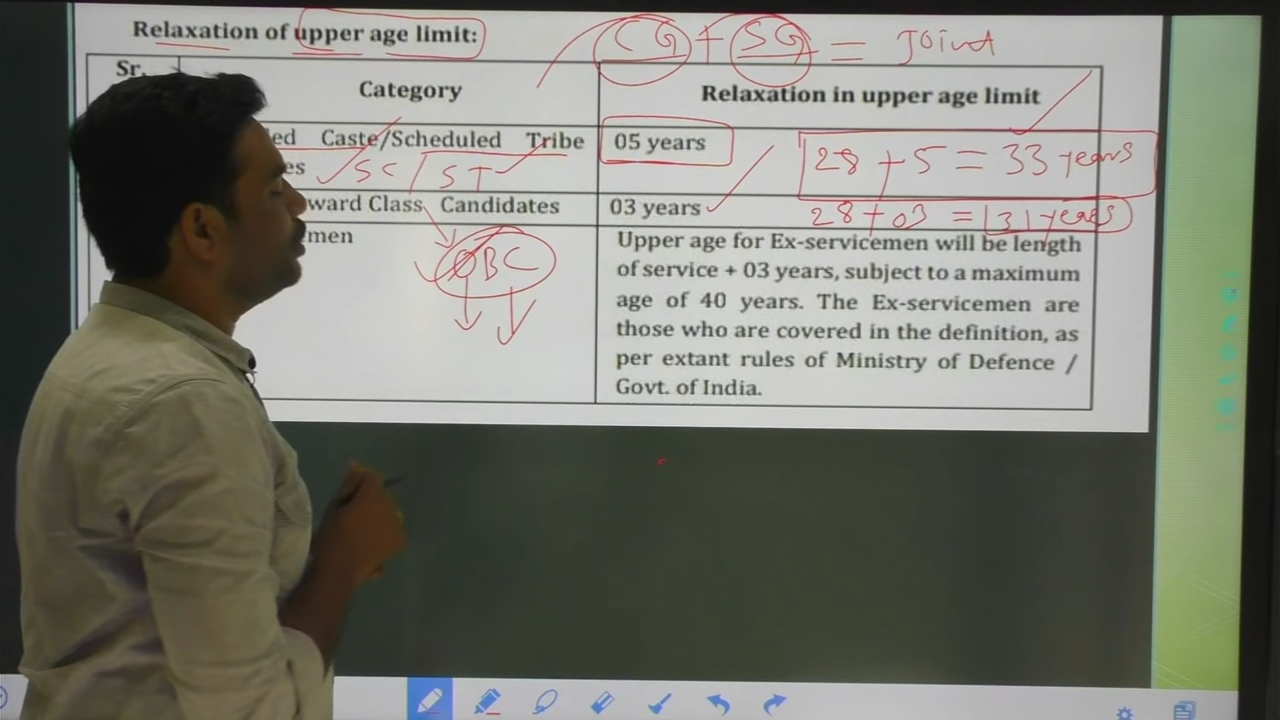 Relaxation of upper age limit:
CG + SG = Joint
Sr.
Category
Relaxation in upper age limit
ed Caste/Scheduled Tribe
es
SC/ST
05 years
28 + 5 = 33 years
ward Class Candidates
03 years
28 + 03 = 31 years
men
OBC
Upper age for Ex-servicemen will be length
of service + 03 years, subject to a maximum
age of 40 years. The Ex-servicemen are
those who are covered in the definition, as
per extant rules of Ministry of Defence /
Govt. of India.